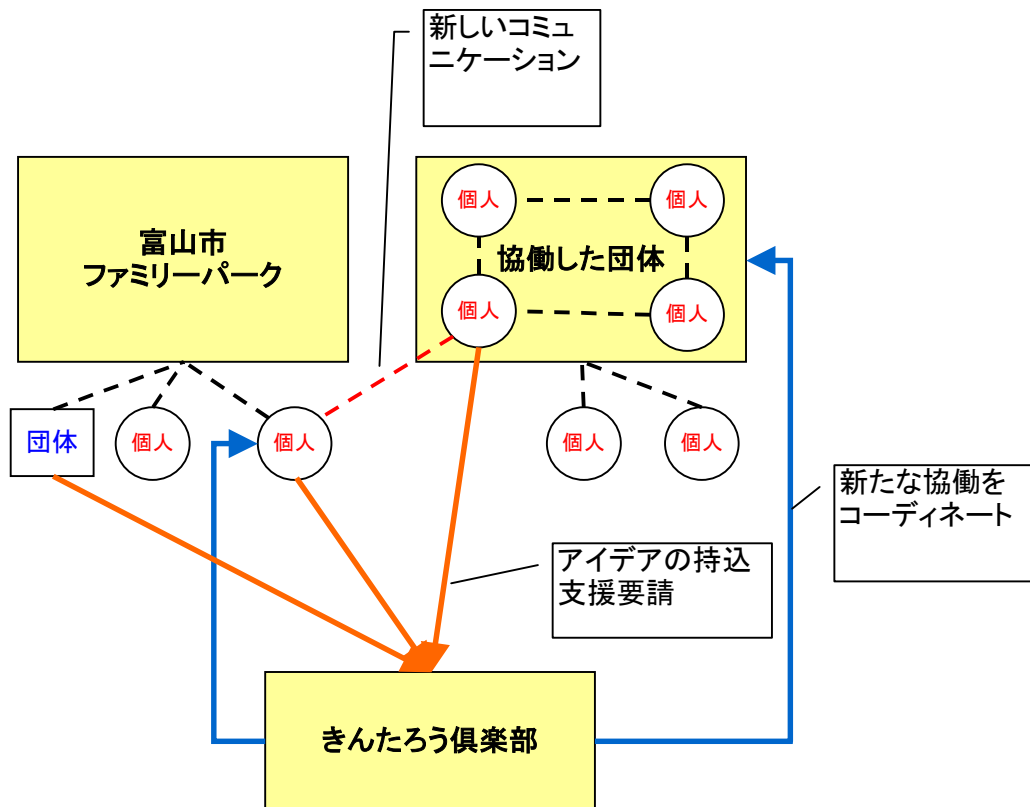 新しいコミュ
ニケーション
個人
個人
富山市
ファミリーパーク
協働した団体
個人
個人
団体
個人
個人
個人
個人
新たな協働を
コーディネート
アイデアの持込
支援要請
きんたろう倶楽部